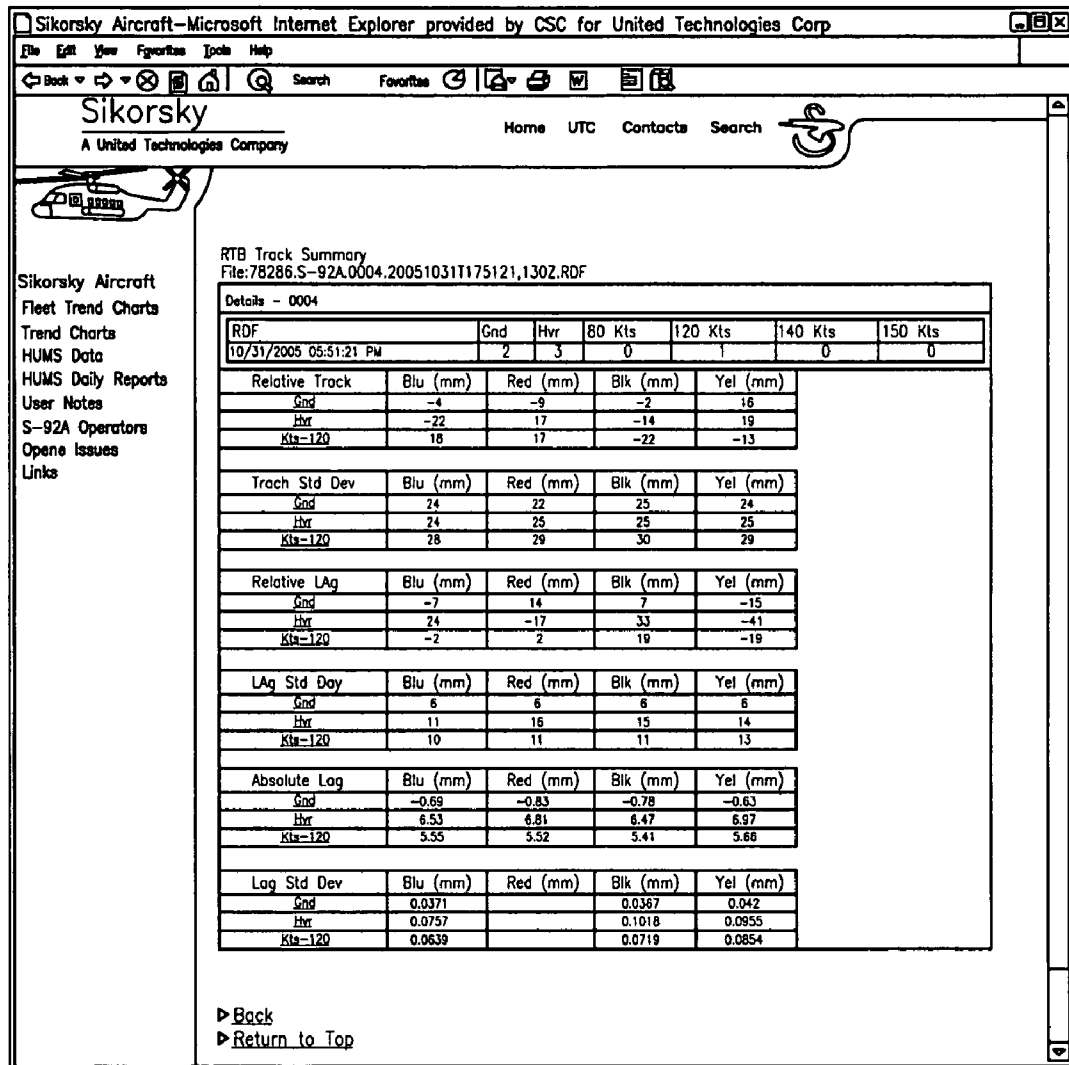 Sikorsky Aircraft-Microsoft Internet Explorer provided by CSC for United Technologies Corp
File Edit View Favorites Tools Help
Back Search Favorites W
Sikorsky
A United Technologies Company
Home UTC Contacts Search
Sikorsky Aircraft
Fleet Trend Charts
Trend Charts
HUMS Data
HUMS Daily Reports
User Notes
S-92A Operators
Opene Issues
Links
RTB Track Summary
File:78286.S-92A.0004.20051031T175121,130Z.RDF
Details - 0004
RDF Gnd Hvr 80 Kts 120 Kts 140 Kts 150 Kts
10/31/2005 05:51:21 PM 2 3 0 1 0 0
Relative Track Blu (mm) Red (mm) Blk (mm) Yel (mm)
Gnd -4 -9 -2 16
Hvr -22 17 -14 19
Kts-120 18 17 -22 -13
Trach Std Dev Blu (mm) Red (mm) Blk (mm) Yel (mm)
Gnd 24 22 25 24
Hvr 24 25 25 25
Kts-120 28 29 30 29
Relative LAg Blu (mm) Red (mm) Blk (mm) Yel (mm)
Gnd -7 14 7 -15
Hvr 24 -17 33 -41
Kts-120 -2 2 19 -19
LAg Std Day Blu (mm) Red (mm) Blk (mm) Yel (mm)
Gnd 6 6 6 6
Hvr 11 16 15 14
Kts-120 10 11 11 13
Absolute Lag Blu (mm) Red (mm) Blk (mm) Yel (mm)
Gnd -0.69 -0.83 -0.78 -0.63
Hvr 6.53 6.81 6.47 6.97
Kts-120 5.55 5.52 5.41 5.66
Lag Std Dev Blu (mm) Red (mm) Blk (mm) Yel (mm)
Gnd 0.0371 0.0367 0.042
Hvr 0.0757 0.1018 0.0955
Kts-120 0.0639 0.0719 0.0854
Back
Return to Top